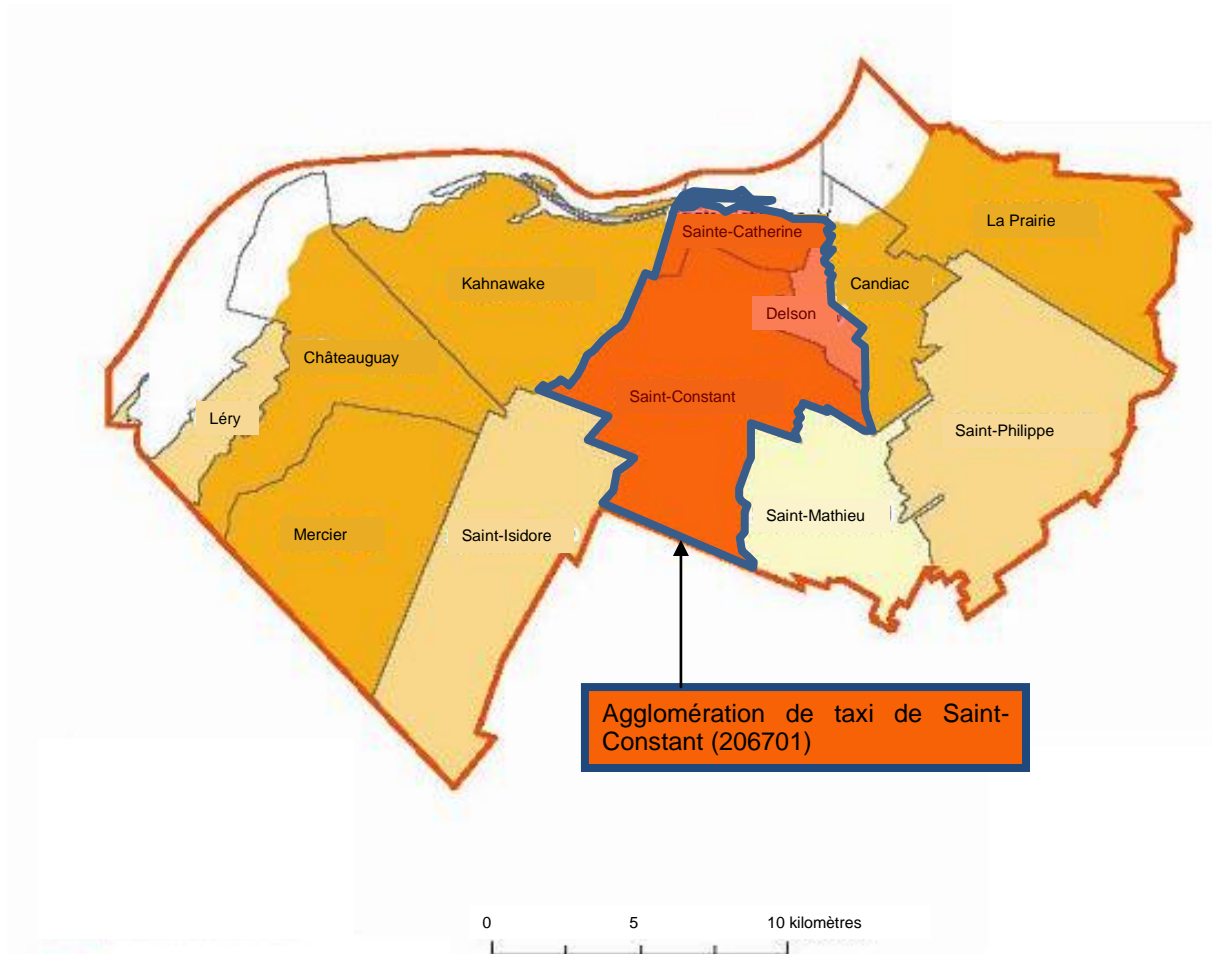 La Prairie
Sainte-Catherine
Kahnawake
Candiac
Delson
Châteauguay
Saint-Constant
Léry
Saint-Philippe
Saint-Mathieu
Mercier
Saint-Isidore
Agglomération de taxi de Saint-
Constant (206701)
0 5 10 kilomètres